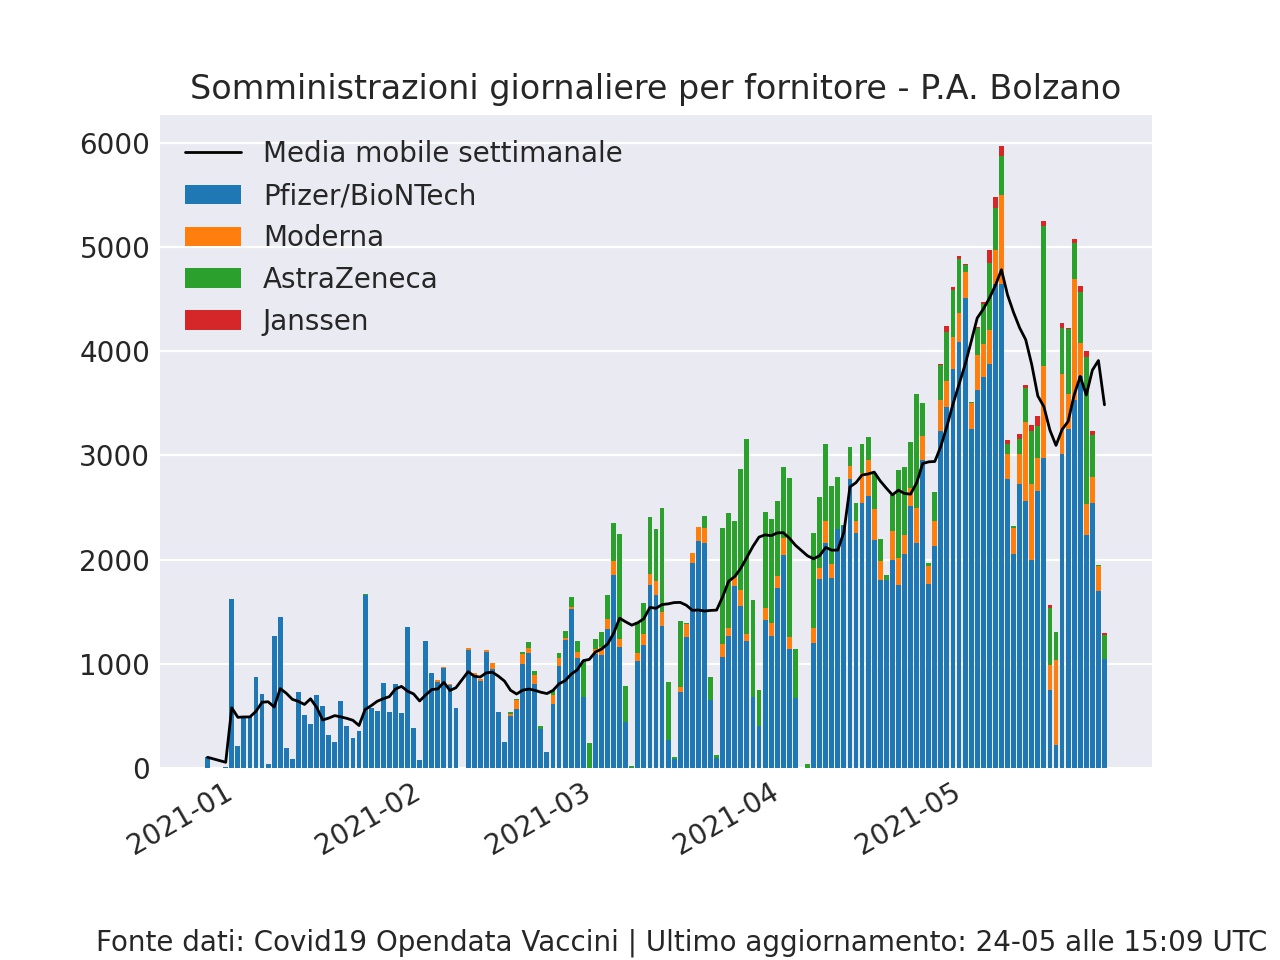 Somministrazioni giornaliere per fornitore - P.A. Bolzano
Media mobile settimanale
Pfizer/BioNTech
Moderna
AstraZeneca
Janssen
6000
5000
4000
3000
2000
1000
0
2021-01
2021-02
2021-03
2021-04
2021-05
Fonte dati: Covid19 Opendata Vaccini | Ultimo aggiornamento: 24-05 alle 15:09 UTC